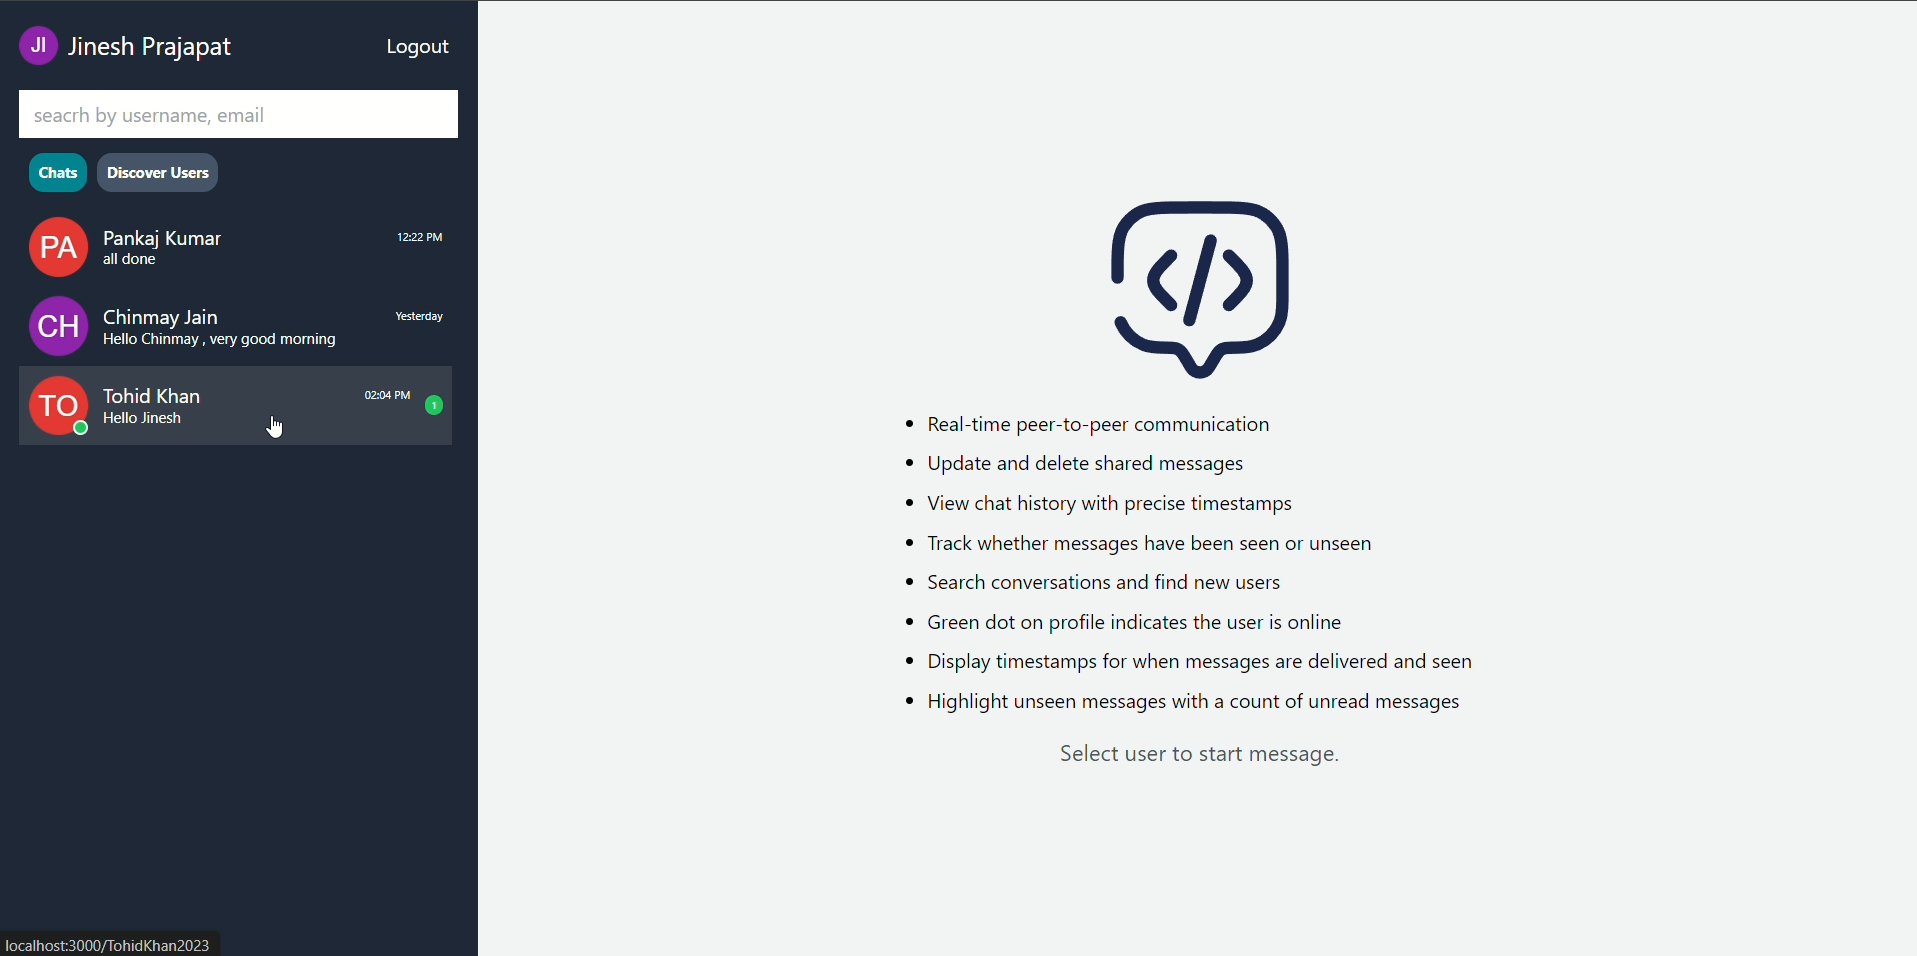 JI Jinesh Prajapat Logout
seacrh by username, email
Chats Discover Users
PA Pankaj Kumar 12:22 PM
all done
CH Chinmay Jain Yesterday
Hello Chinmay , very good morning
TO Tohid Khan 02:04 PM 1
Hello Jinesh
</>
• Real-time peer-to-peer communication
• Update and delete shared messages
• View chat history with precise timestamps
• Track whether messages have been seen or unseen
• Search conversations and find new users
• Green dot on profile indicates the user is online
• Display timestamps for when messages are delivered and seen
• Highlight unseen messages with a count of unread messages
Select user to start message.
localhost:3000/TohidKhan2023